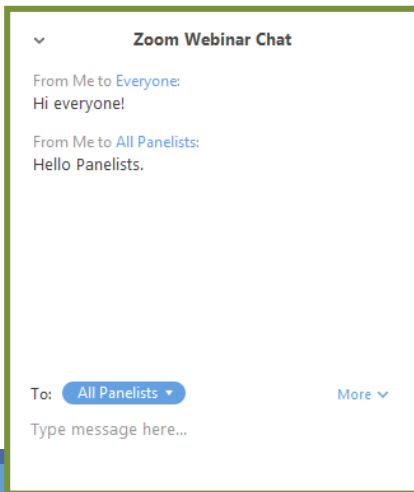 Zoom Webinar Chat
From Me to Everyone:
Hi everyone!
From Me to All Panelists:
Hello Panelists.
To: All Panelists More
Type message here...